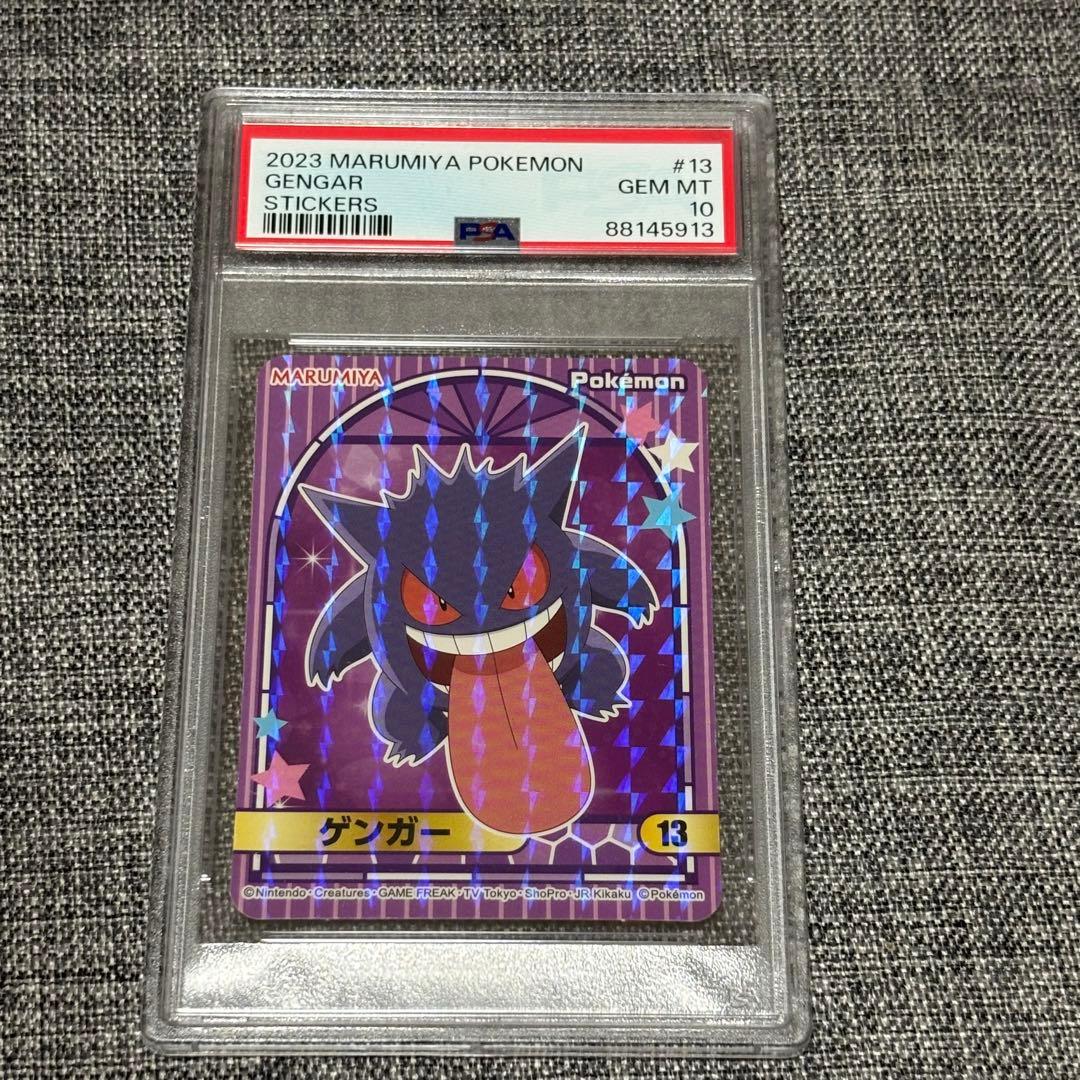 2023 MARUMIYA POKEMON #13
GENGAR GEM MT
STICKERS 10
PSA 88145913
MARUMIYA Pokémon
ゲンガー 13
©Nintendo・Creatures・GAME FREAK・TV Tokyo・ShoPro・JR Kikaku ©Pokémon